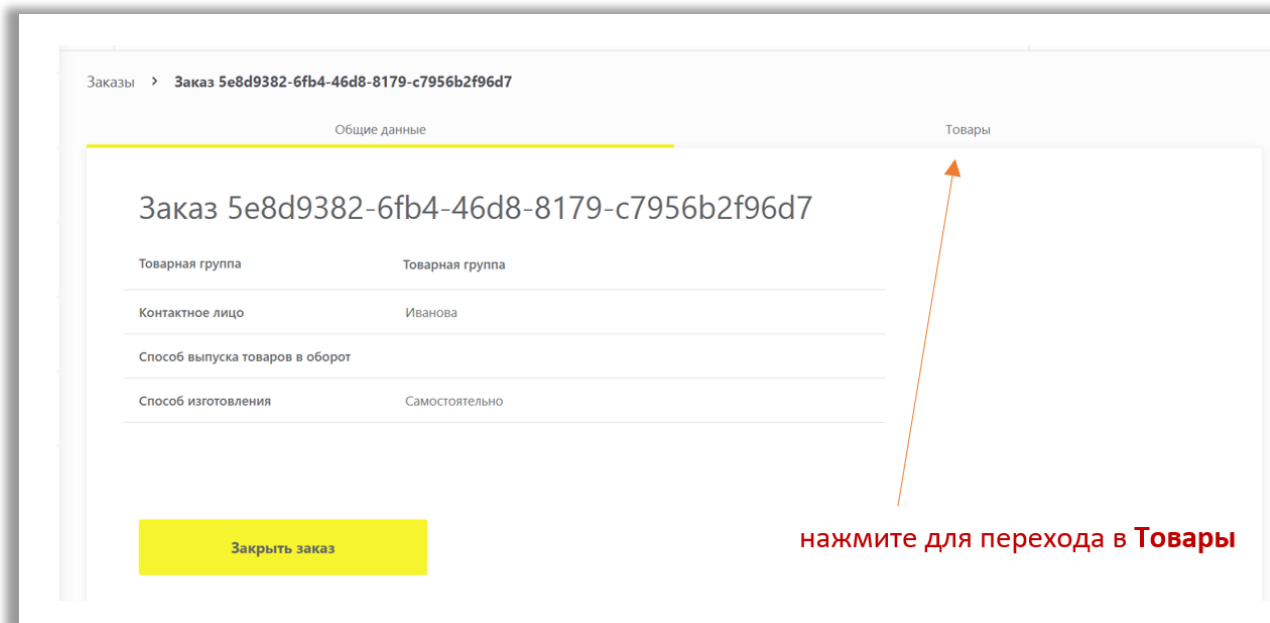 Заказы > Заказ 5e8d9382-6fb4-46d8-8179-c7956b2f96d7
Общие данные Товары
Заказ 5e8d9382-6fb4-46d8-8179-c7956b2f96d7
Товарная группа Товарная группа
Контактное лицо Иванова
Способ выпуска товаров в оборот
Способ изготовления Самостоятельно
Закрыть заказ
нажмите для перехода в Товары